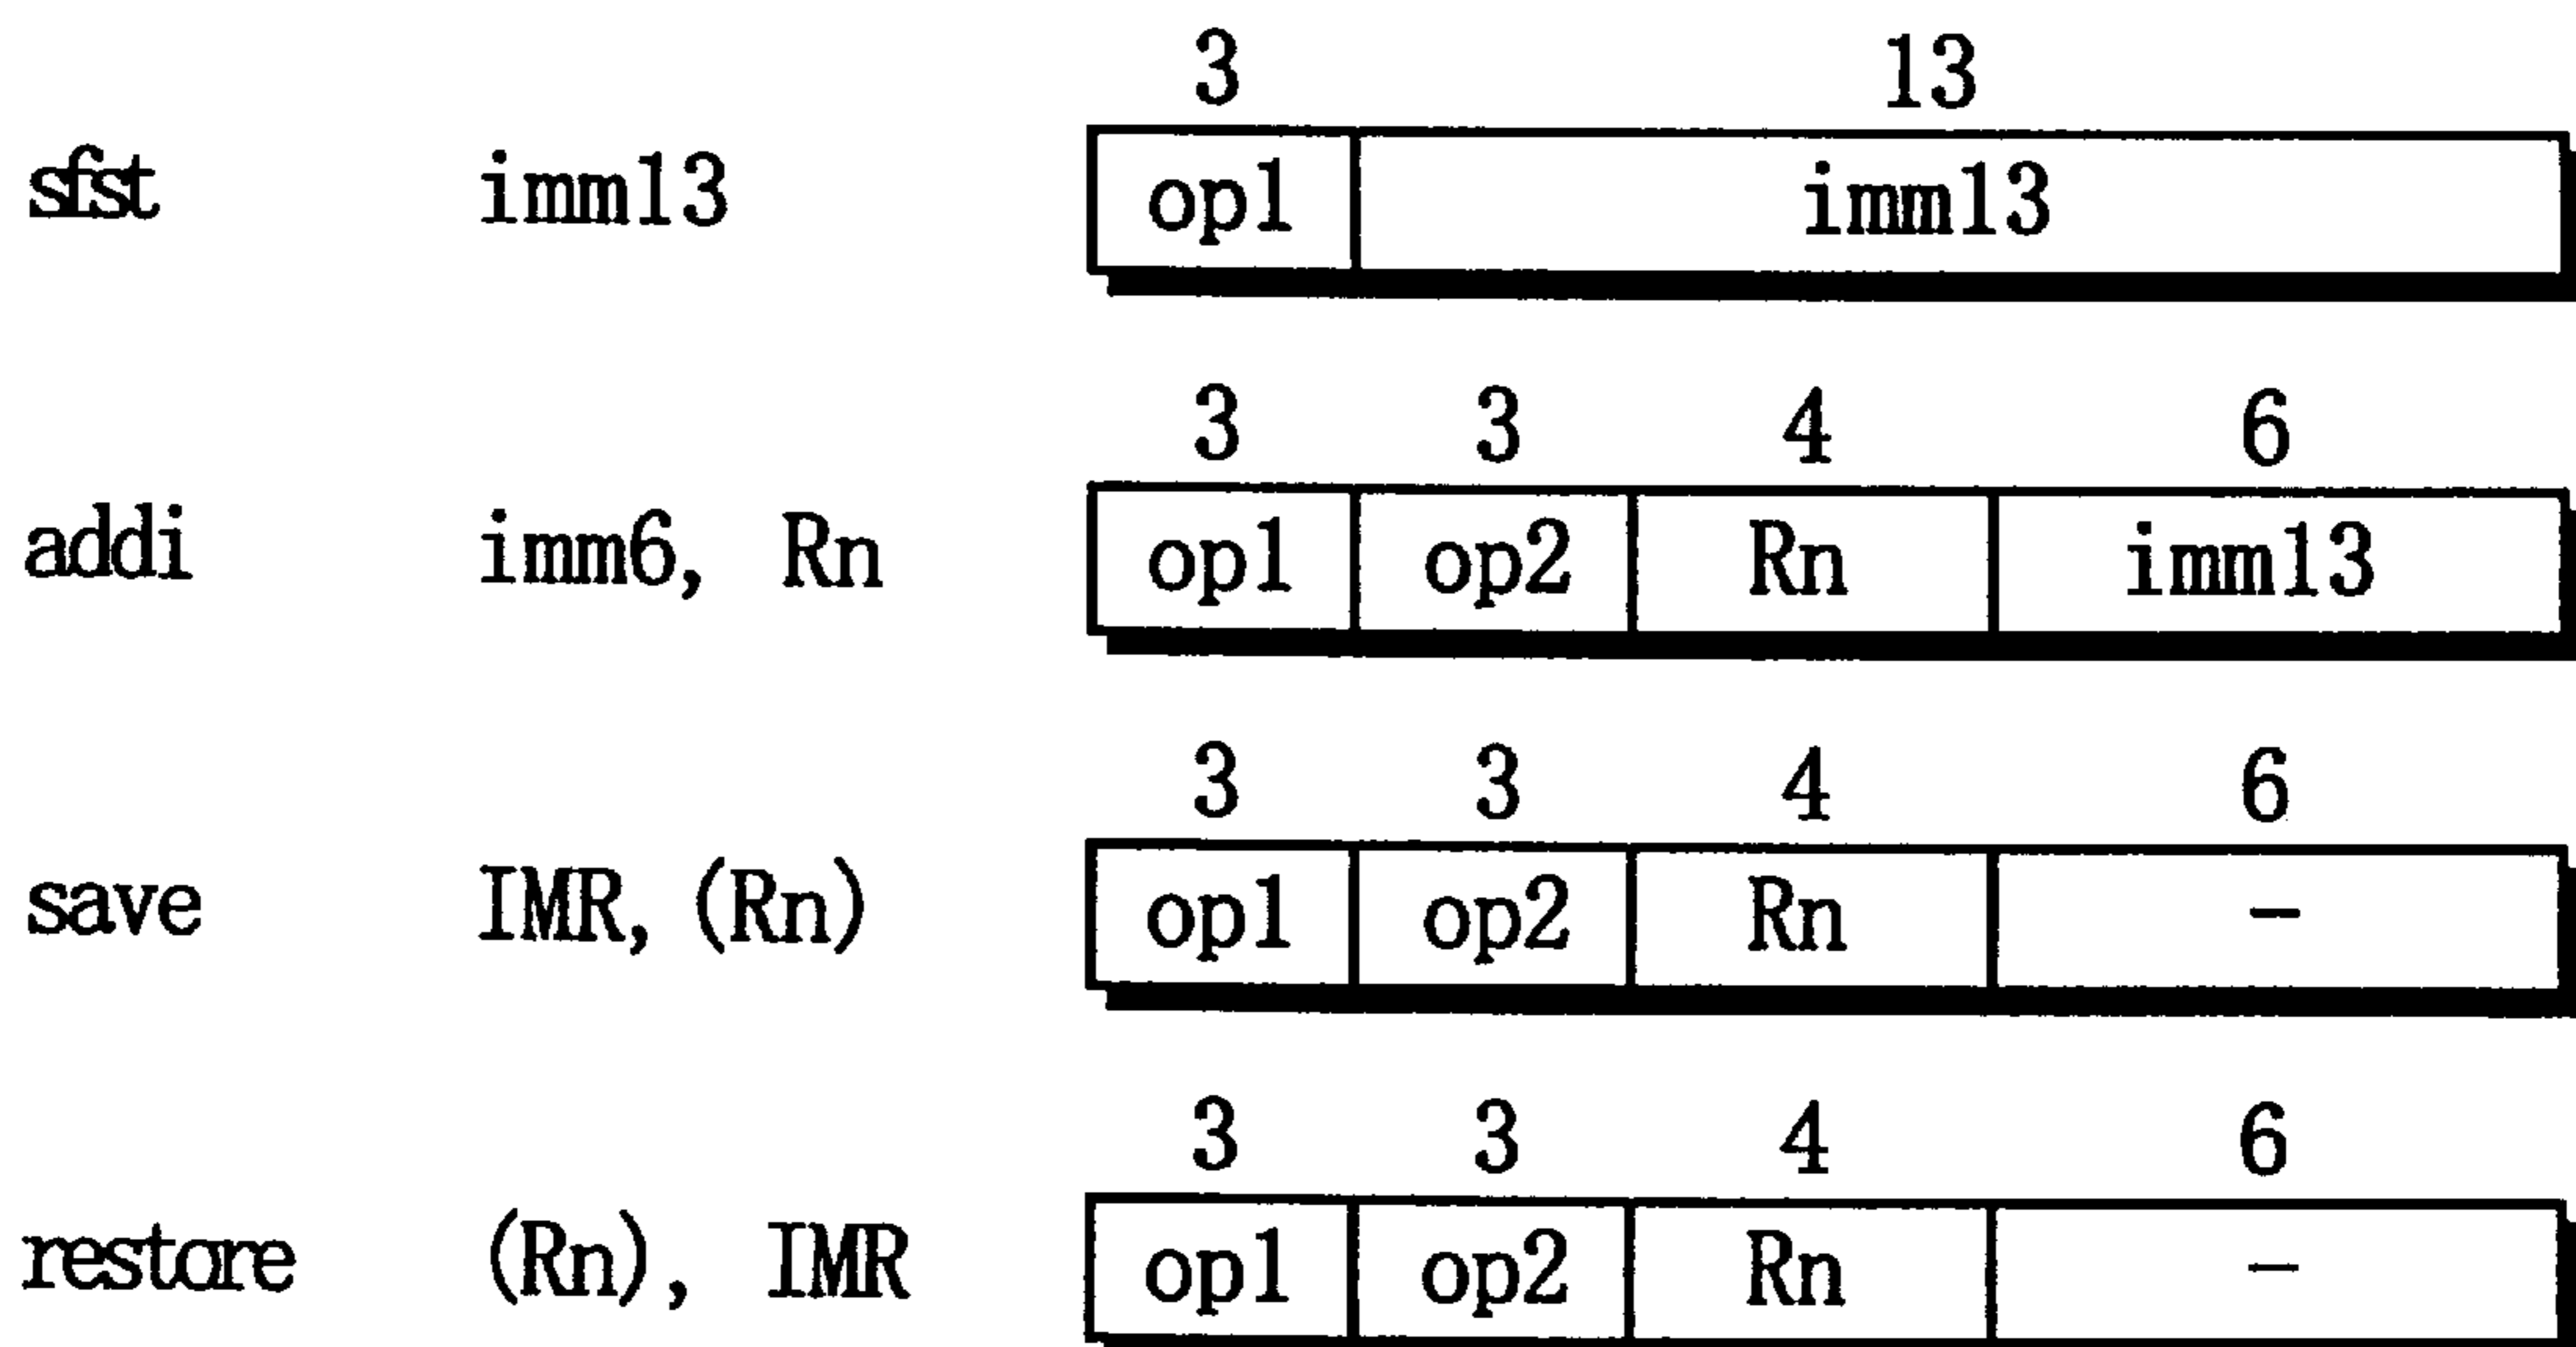 3 13
sfst imm13 op1 imm13
3 3 4 6
addi imm6, Rn op1 op2 Rn imm13
3 3 4 6
save IMR, (Rn) op1 op2 Rn -
3 3 4 6
restore (Rn), IMR op1 op2 Rn -